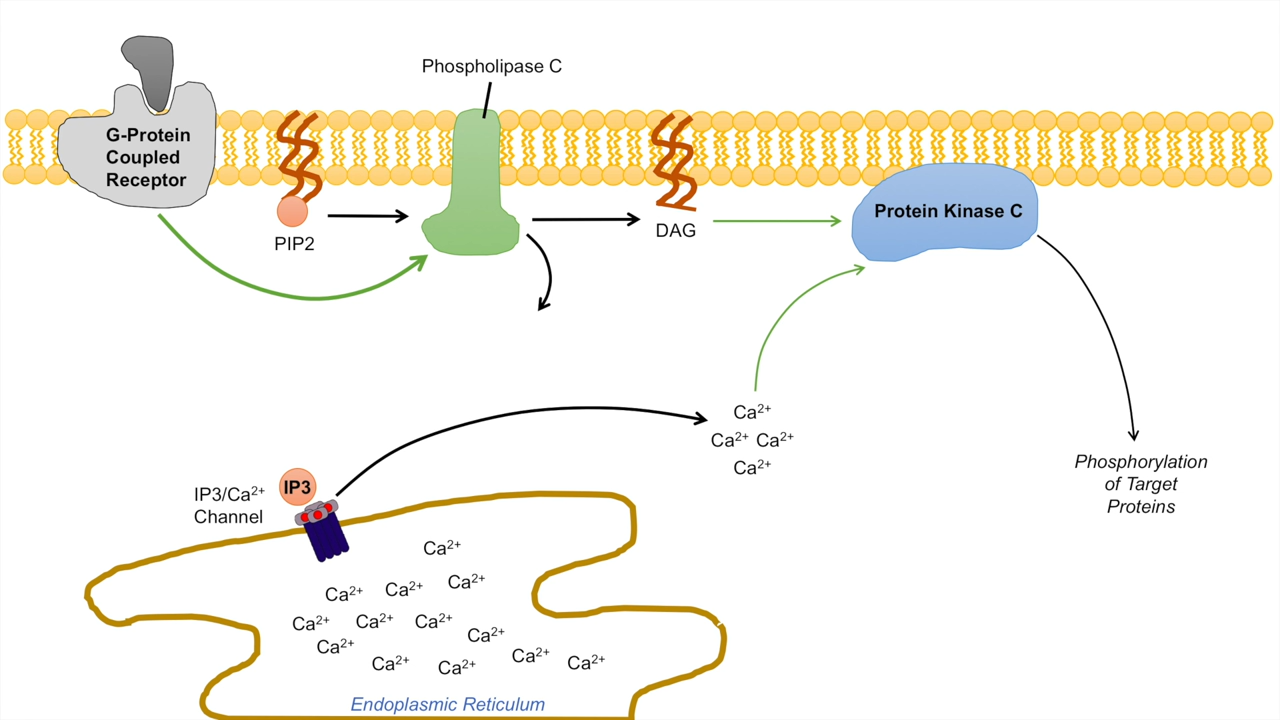 Phospholipase C
G-Protein
Coupled
Receptor
PIP2
DAG
Protein Kinase C
Ca²⁺
Ca²⁺ Ca²⁺
Ca²⁺
Phosphorylation
of Target
Proteins
IP3
IP3/Ca²⁺
Channel
Ca²⁺
Ca²⁺ Ca²⁺ Ca²⁺
Ca²⁺ Ca²⁺ Ca²⁺
Ca²⁺ Ca²⁺
Ca²⁺ Ca²⁺ Ca²⁺ Ca²⁺
Endoplasmic Reticulum